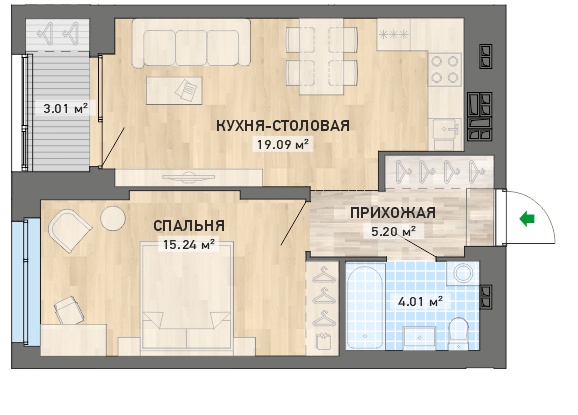 3.01 м²
КУХНЯ-СТОЛОВАЯ
19.09 м²
СПАЛЬНЯ
15.24 м²
ПРИХОЖАЯ
5.20 м²
4.01 м²